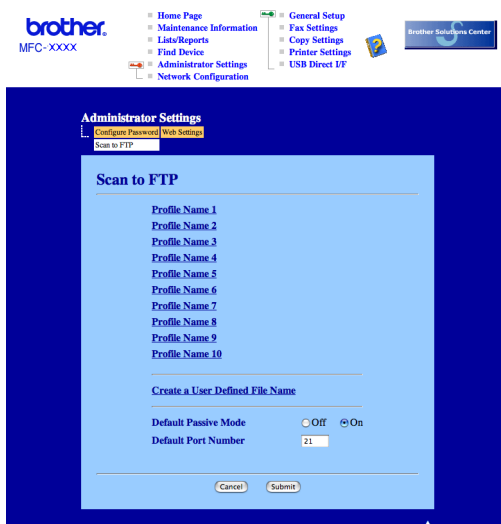 brother®
MFC-XXXX
Home Page
Maintenance Information
Lists/Reports
Find Device
Administrator Settings
Network Configuration
General Setup
Fax Settings
Copy Settings
Printer Settings
USB Direct I/F
?
Brother Solutions Center
Administrator Settings
Configure Password Web Settings
Scan to FTP
Scan to FTP
Profile Name 1
Profile Name 2
Profile Name 3
Profile Name 4
Profile Name 5
Profile Name 6
Profile Name 7
Profile Name 8
Profile Name 9
Profile Name 10
Create a User Defined File Name
Default Passive Mode Off On
Default Port Number 21
Cancel Submit